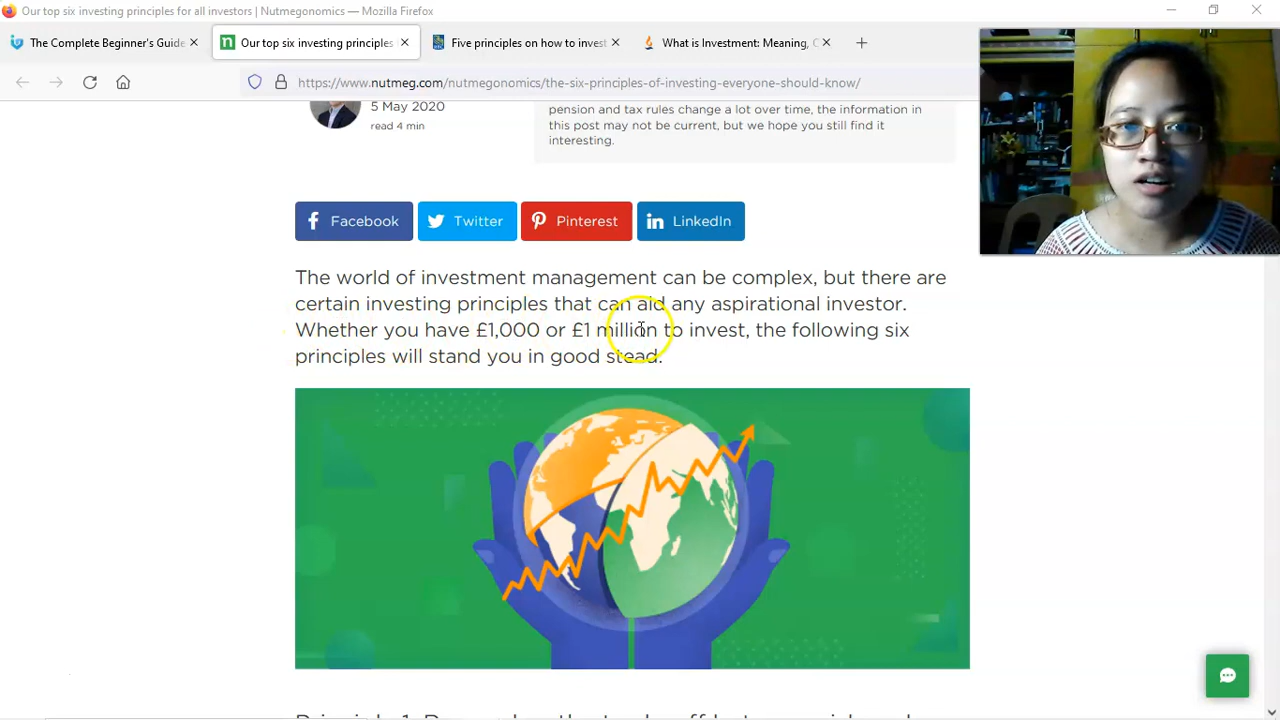 Our top six investing principles for all investors | Nutmegonomics — Mozilla Firefox
The Complete Beginner's Guide
Our top six investing principles
Five principles on how to invest
What is Investment: Meaning, C
https://www.nutmeg.com/nutmegonomics/the-six-principles-of-investing-everyone-should-know/
5 May 2020
read 4 min
pension and tax rules change a lot over time, the information in
this post may not be current, but we hope you still find it
interesting.
Facebook
Twitter
Pinterest
LinkedIn
The world of investment management can be complex, but there are
certain investing principles that can aid any aspirational investor.
Whether you have £1,000 or £1 million to invest, the following six
principles will stand you in good stead.